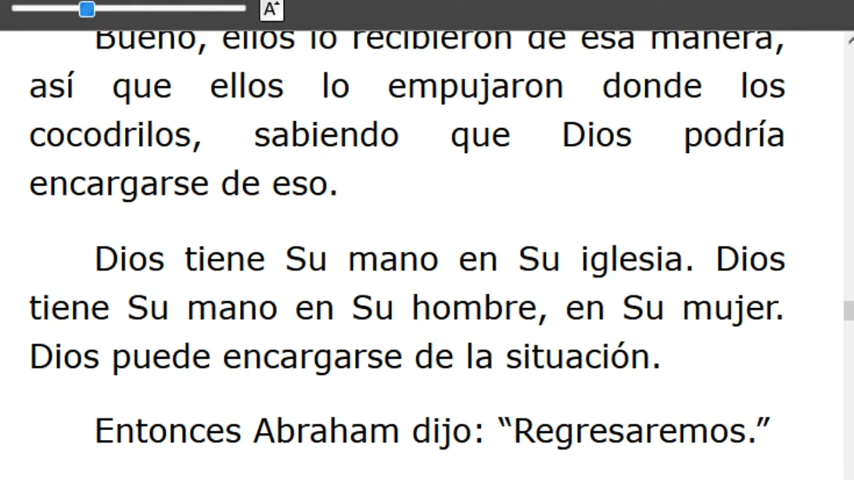 A
Bueno, ellos lo recibieron de esa manera,
así que ellos lo empujaron donde los
cocodrilos, sabiendo que Dios podría
encargarse de eso.
Dios tiene Su mano en Su iglesia. Dios
tiene Su mano en Su hombre, en Su mujer.
Dios puede encargarse de la situación.
Entonces Abraham dijo: “Regresaremos.”